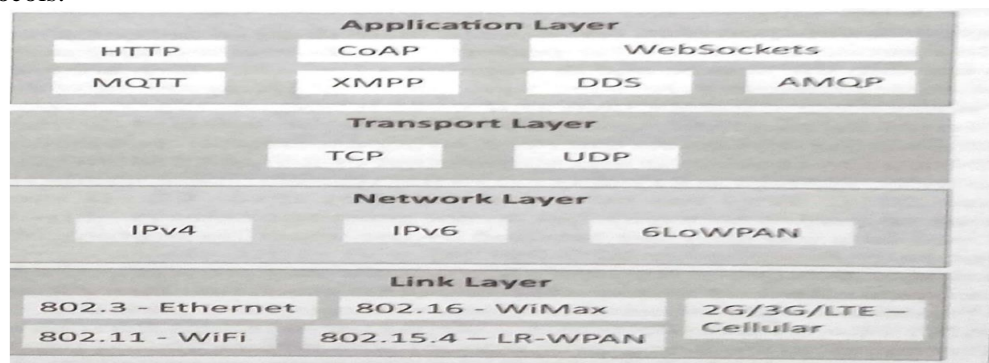 Application Layer
HTTP CoAP WebSockets
MQTT XMPP DDS AMQP
Transport Layer
TCP UDP
Network Layer
IPv4 IPv6 6LoWPAN
Link Layer
802.3 - Ethernet 802.16 - WiMax 2G/3G/LTE –
Cellular
802.11 - WiFi 802.15.4 – LR-WPAN